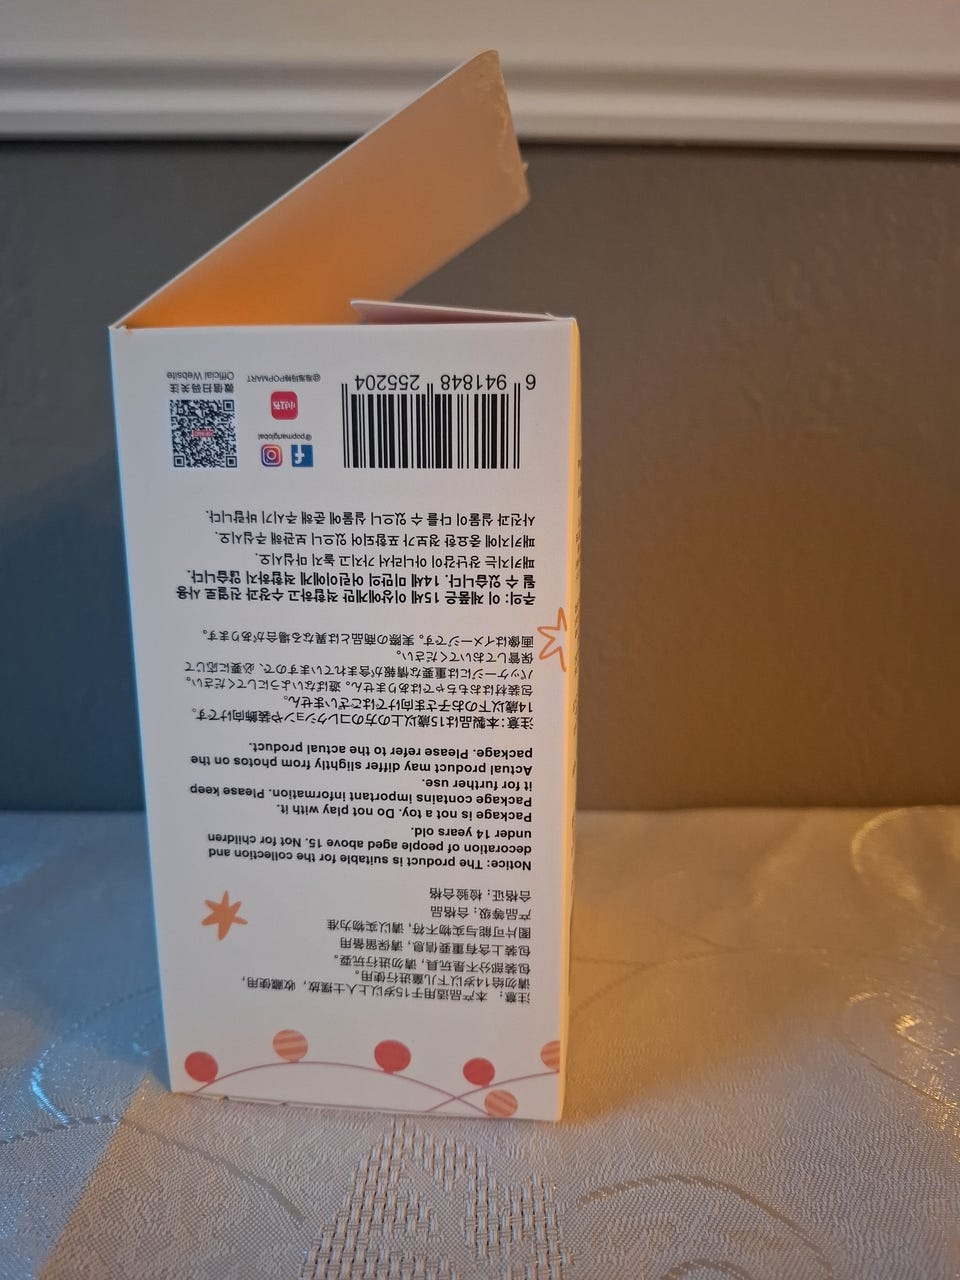 注意：本产品适用于15岁以上人士摆放，收藏使用，
请勿给14岁以下儿童进行使用。
包装部分不是玩具，请勿进行玩耍。
包装上含有重要信息，请保留备用
图片可能与实物不符，请以实物为准
产品等级：合格品
合格证：检验合格
Notice: The product is suitable for the collection and
decoration of people aged above 15. Not for children
under 14 years old.
Package is not a toy. Do not play with it.
Package contains important information. Please keep
it for further use.
Actual product may differ slightly from photos on the
package. Please refer to the actual product.
注意：本製品は15歳以上の方のコレクションや装飾向けです。
14歳以下のお子さま向けではございません。
包装材はおもちゃではありません。遊ばないようにしてください。
パッケージには重要な情報が含まれていますので、必要に応じて
保管しておいてください。
画像はイメージです。実際の商品とは異なる場合があります。
주의: 이 제품은 15세 이상에게만 적합하고 수장과 진열로 사용
될 수 있습니다. 14세 미만의 어린이에게 적합하지 않습니다.
패키지는 장난감이 아니라서 가지고 놀지 마십시오.
패키지에 중요한 정보가 포함되어 있으니 보관해 주십시오.
사진과 실물이 다를 수 있으니 실물에 준해 주시기 바랍니다.
6 941848 255204
@popmartglobal
小红书
@泡泡玛特POPMART
微信扫码关注
Official Website